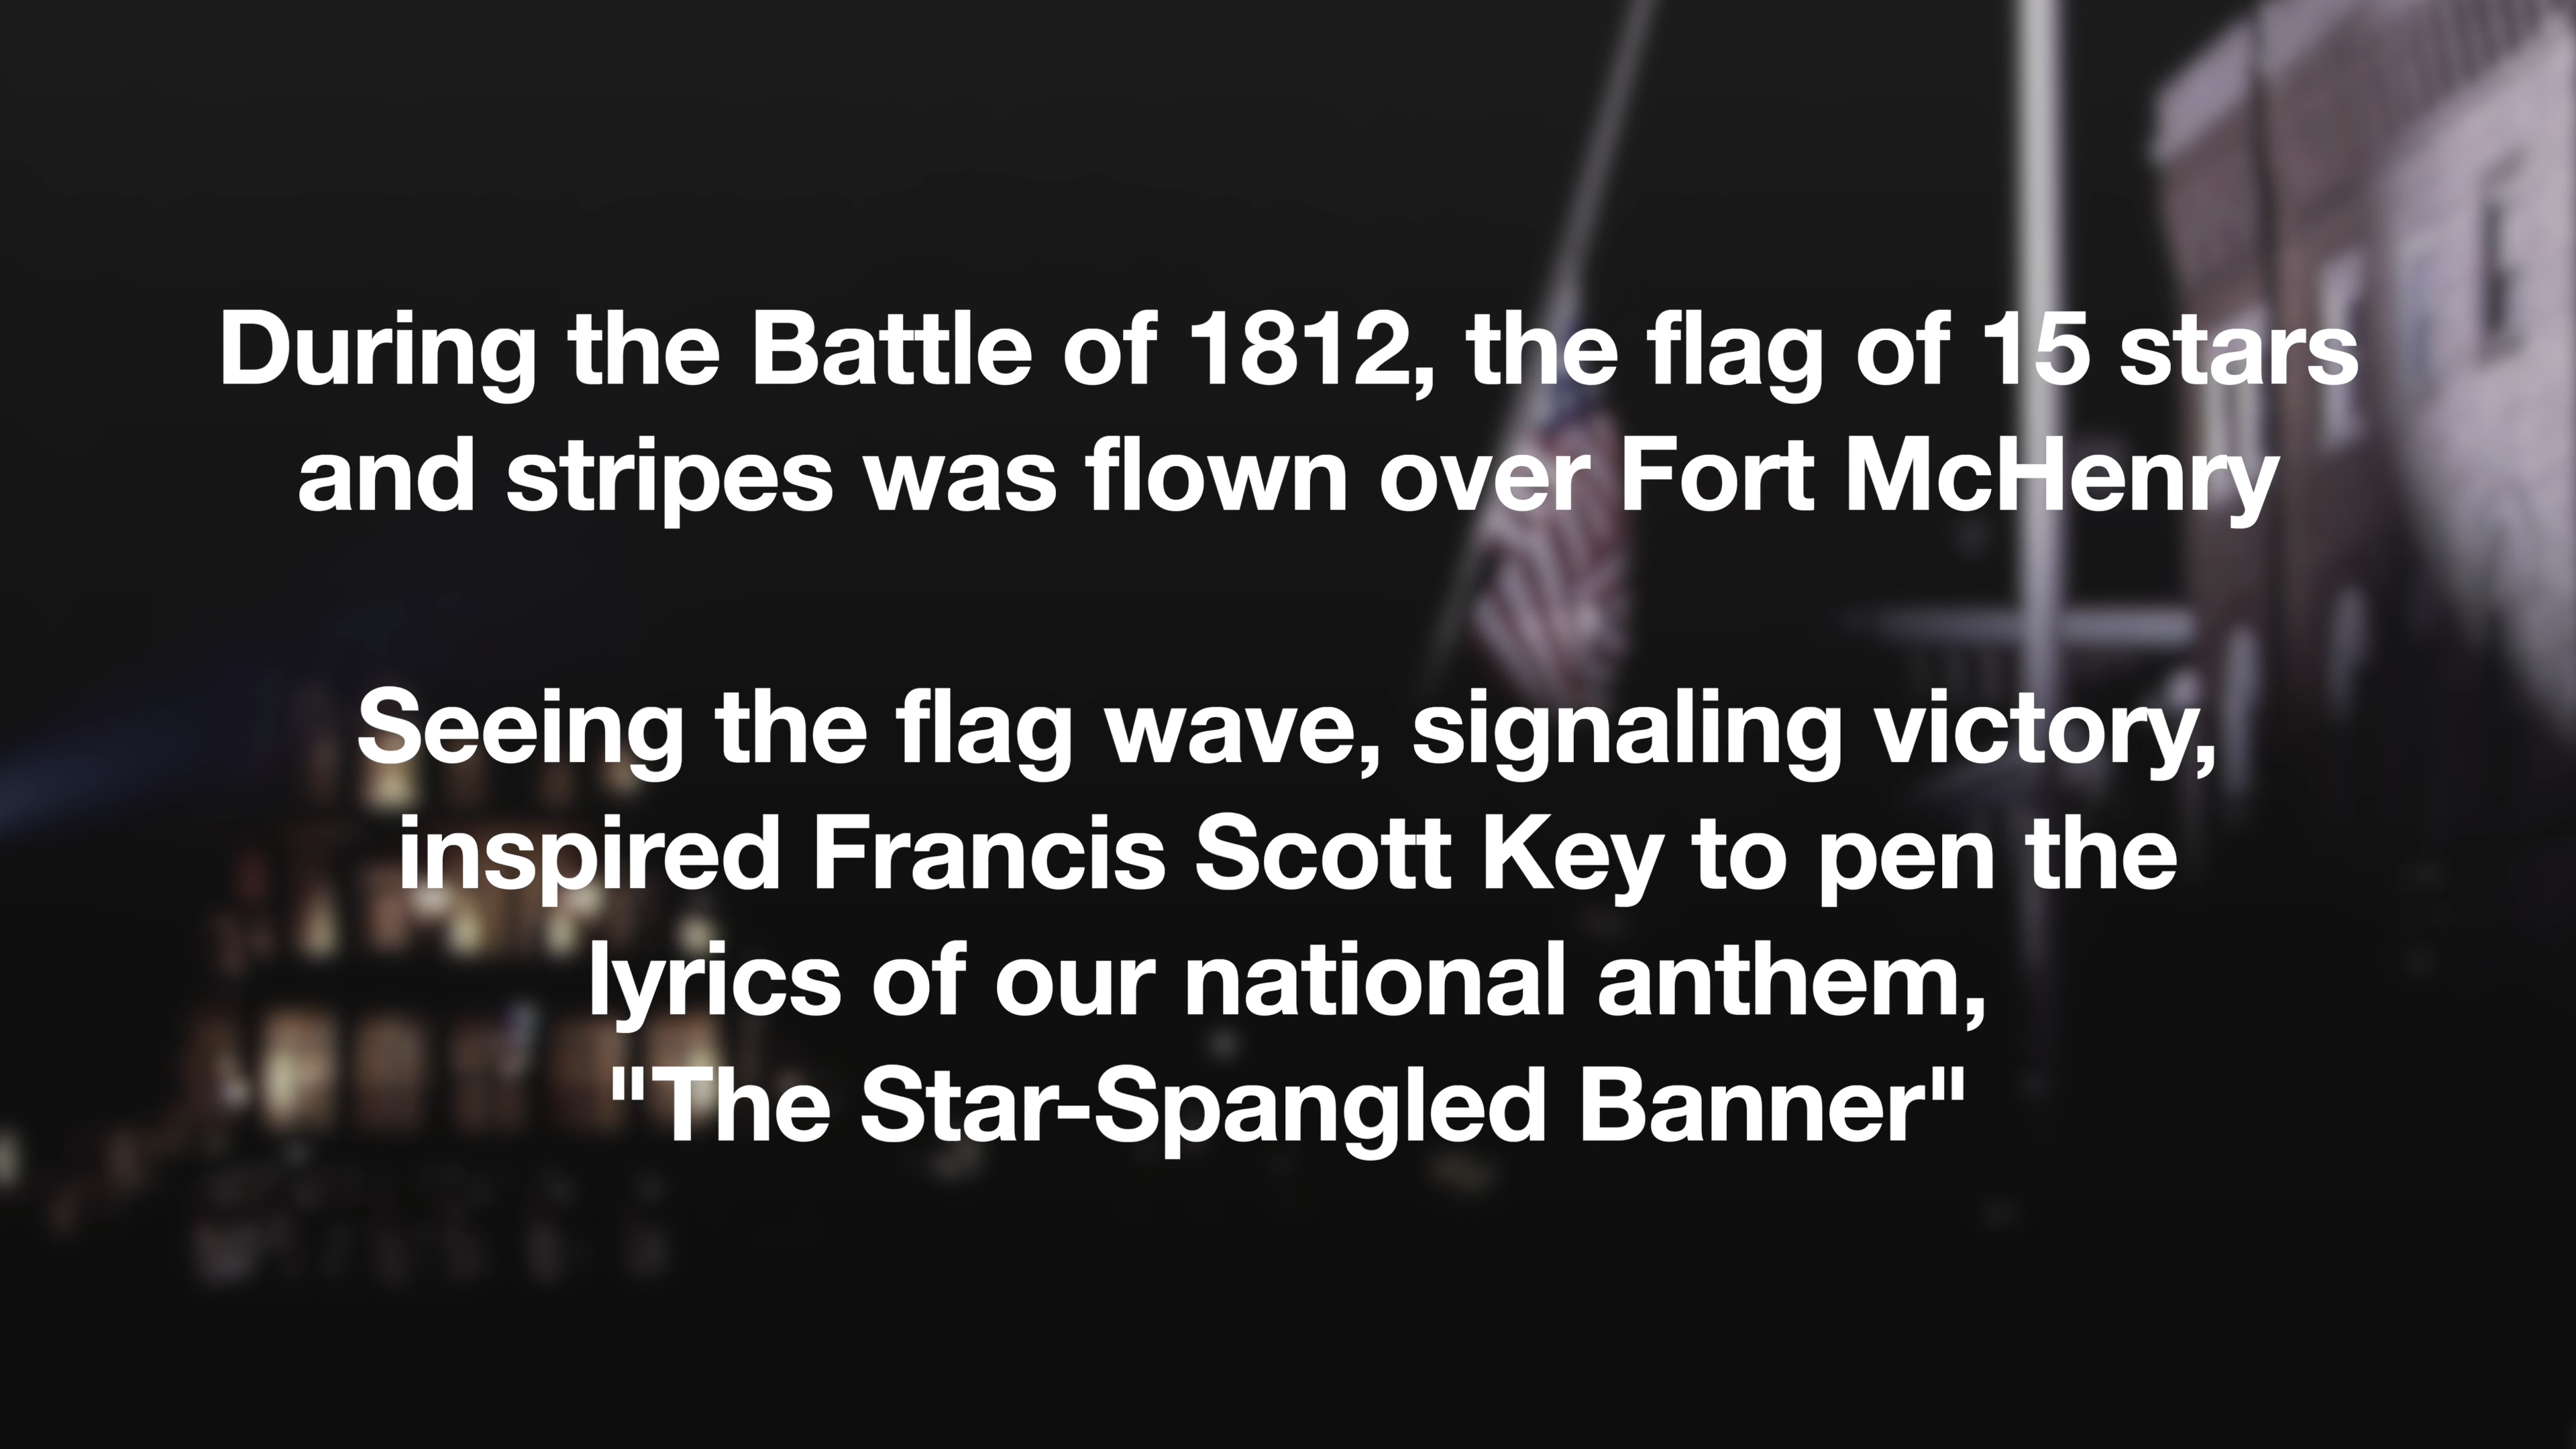 During the Battle of 1812, the flag of 15 stars
and stripes was flown over Fort McHenry
Seeing the flag wave, signaling victory,
inspired Francis Scott Key to pen the
lyrics of our national anthem,
"The Star-Spangled Banner"